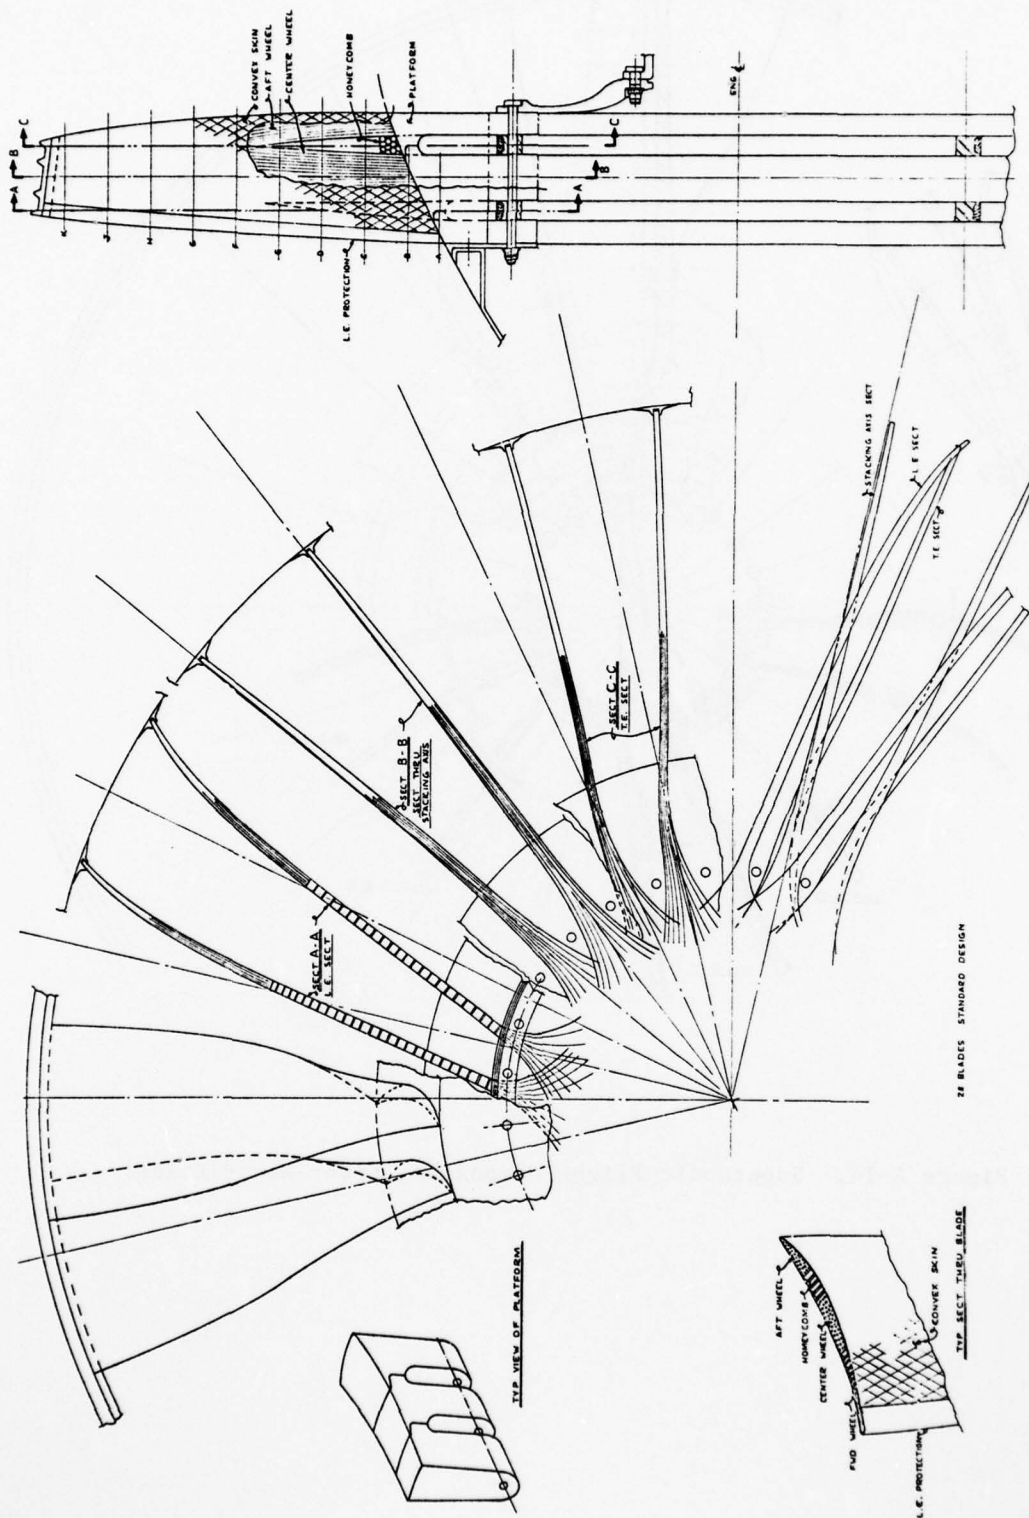 C
B
A
K
J
H
G
F
E
D
C
B
A
CONVEX SKIN
AFT WHEEL
CENTER WHEEL
HONEYCOMB
PLATFORM
L.E. PROTECTION
C
B
A
ENG ℄
SECT A-A
L.E. SECT
SECT B-B
SECT THRU
STACKING AXIS
SECT C-C
T.E. SECT
STACKING AXIS SECT
L.E SECT
T.E. SECT
28 BLADES STANDARD DESIGN
TYP VIEW OF PLATFORM
AFT WHEEL
HONEYCOMB
CENTER WHEEL
FWD WHEEL
L.E. PROTECTION
CONVEX SKIN
TYP SECT THRU BLADE